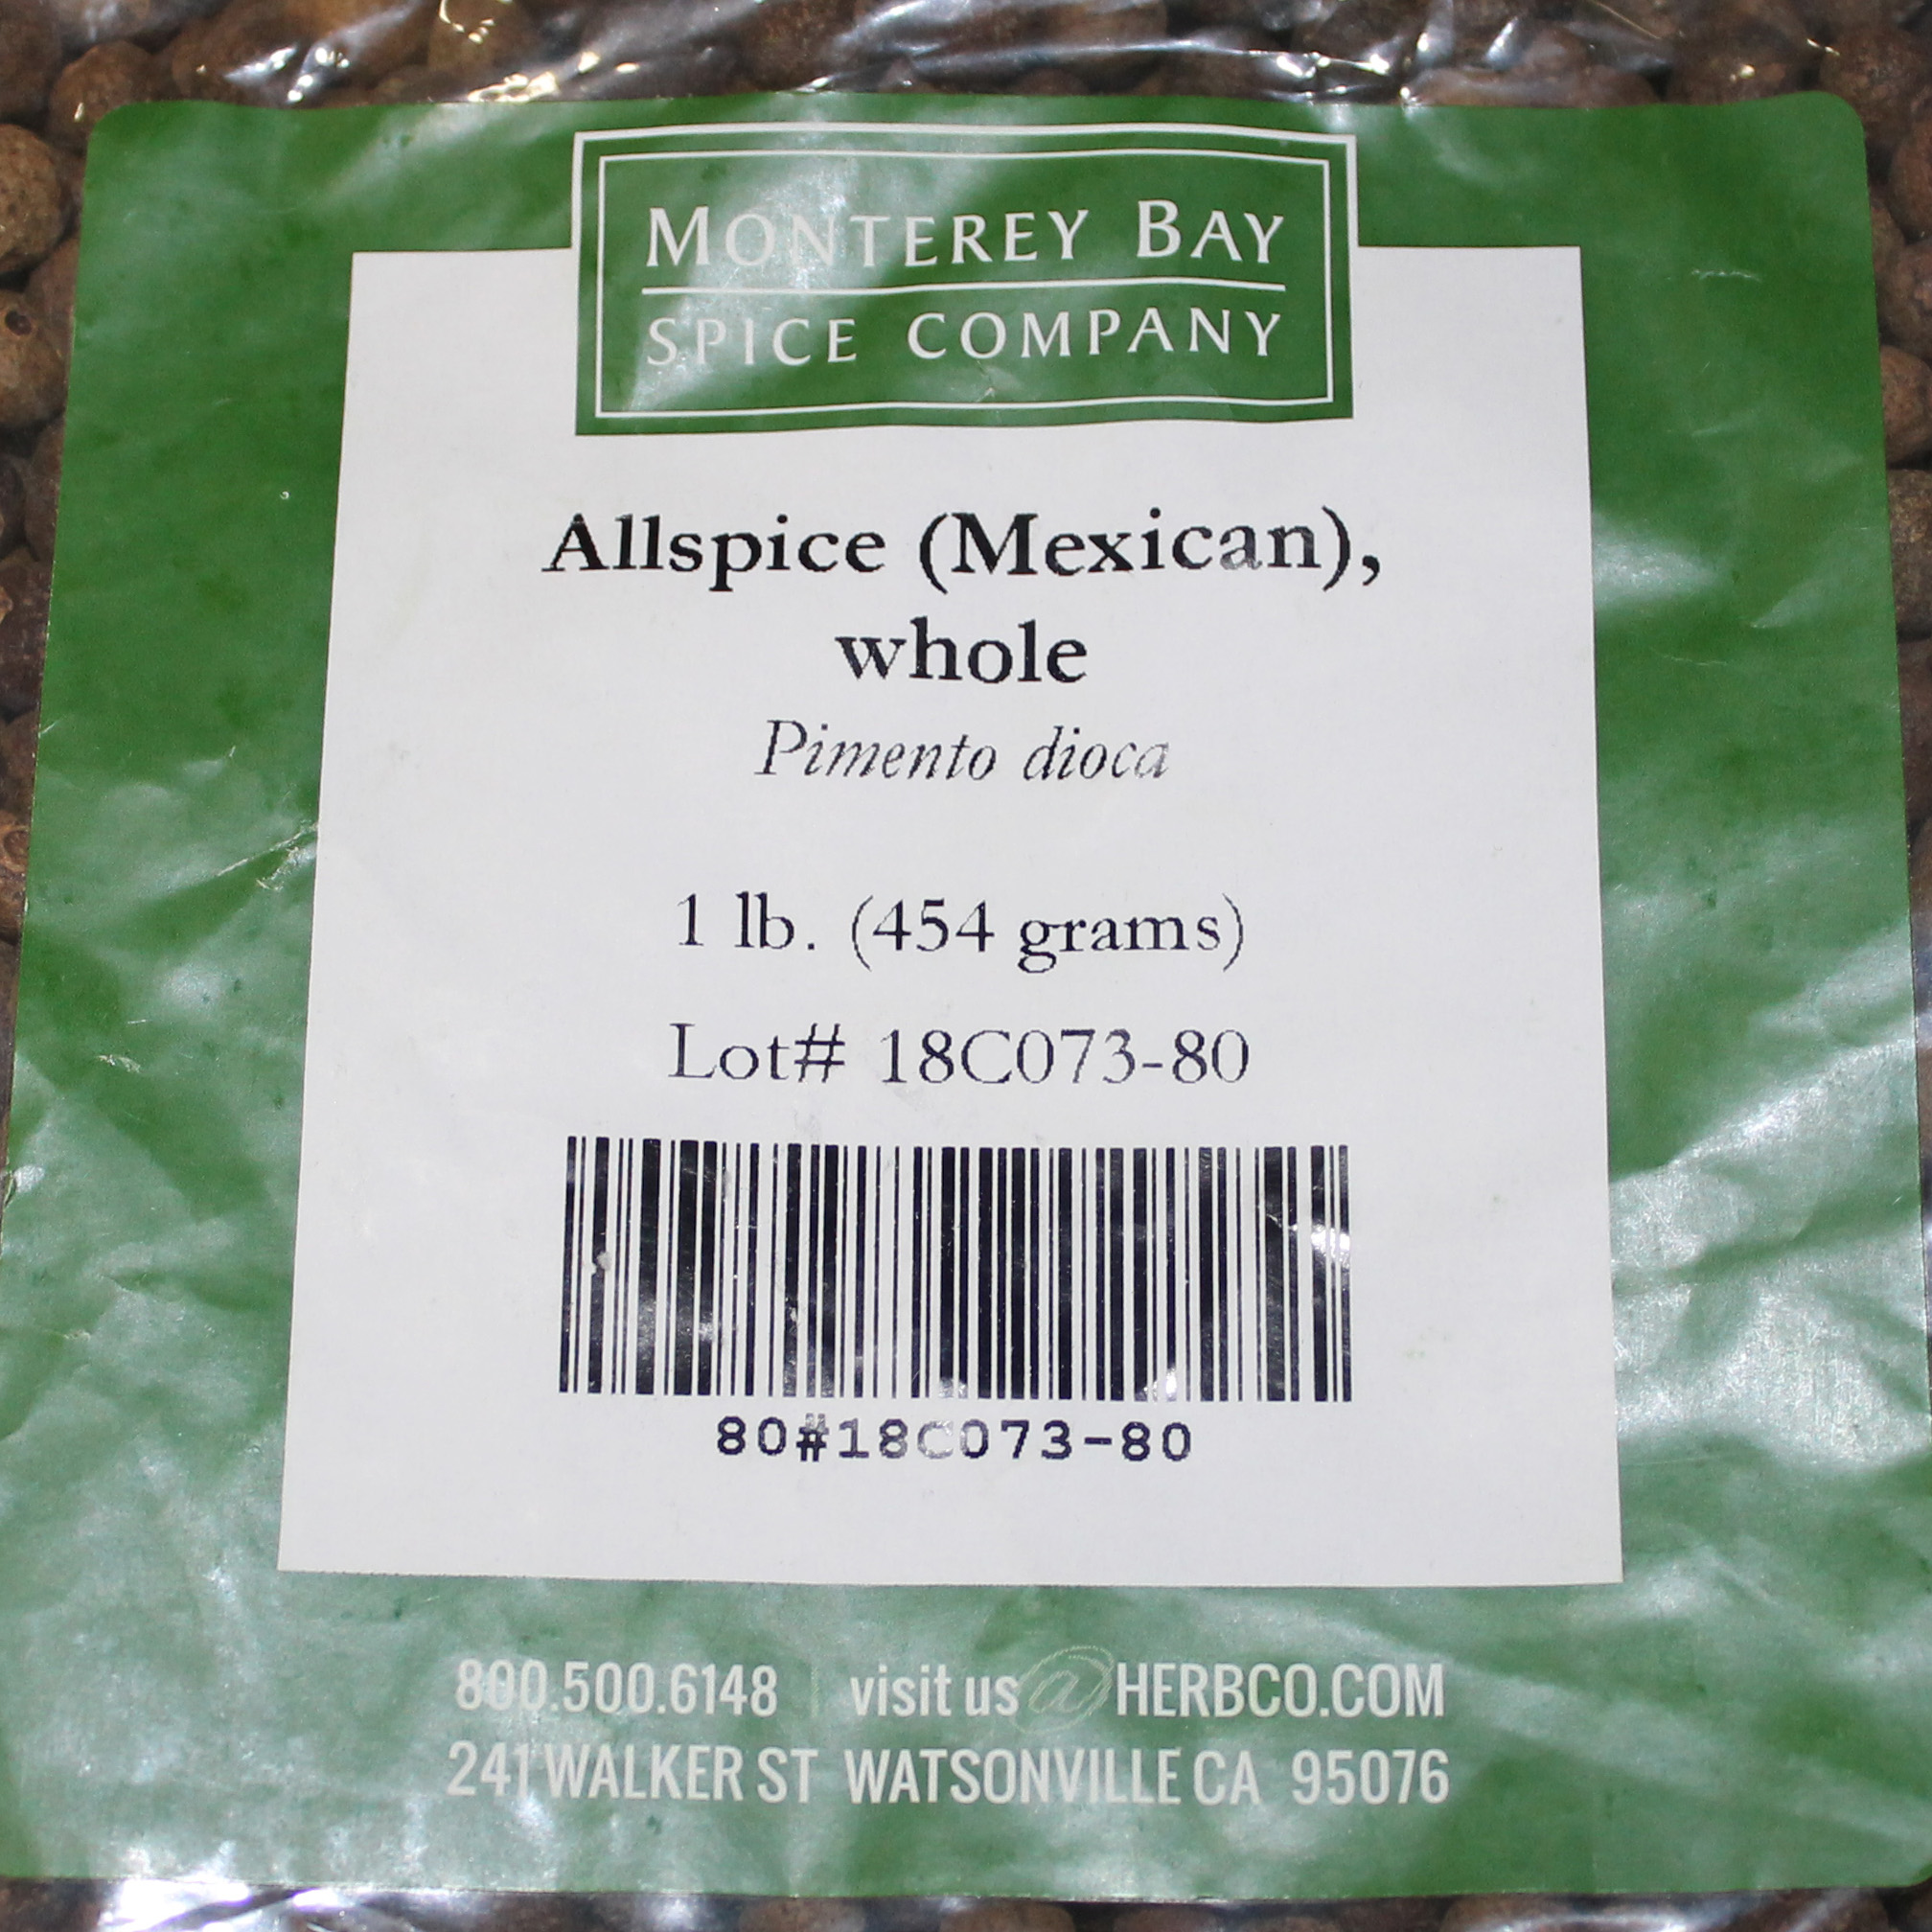 MONTEREY BAY
SPICE COMPANY
Allspice (Mexican),
whole
Pimento dioca
1 lb. (454 grams)
Lot# 18C073-80
80#18C073-80
800.500.6148 | visit us @ HERBCO.COM
241 WALKER ST WATSONVILLE CA 95076